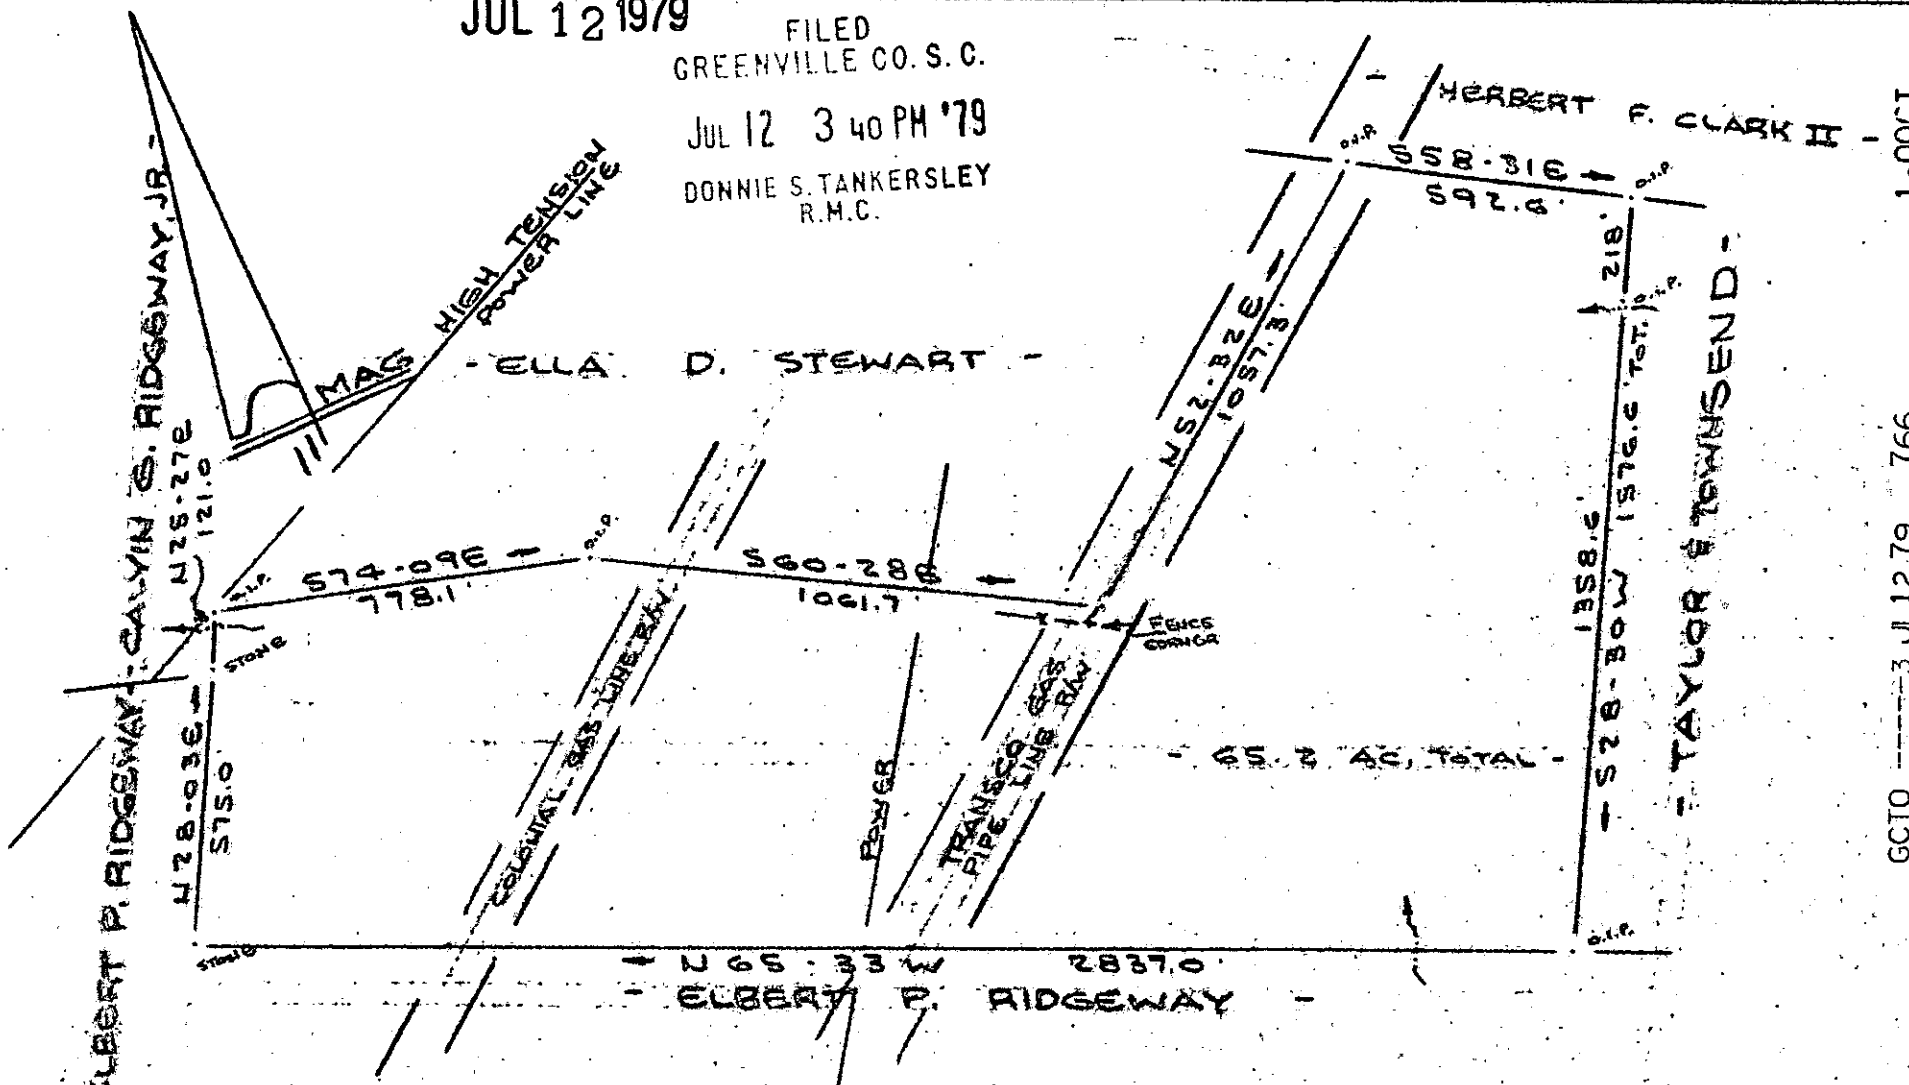 JUL 12 1979
FILED
GREENVILLE CO. S. C.
JUL 12 3 40 PM '79
DONNIE S. TANKERSLEY
R.M.C.
HIGH TENSION
POWER LINE
MAG
- ELLA D. STEWART -
- HERBERT F. CLARK II -
O.I.P.
S58-31E
592.6'
O.I.P.
218'
O.I.P.
1576.6' TOT.
1358.6'
- S28-30W
- TAYLOR & TOWNSEND -
N52-32E
1057.3'
CALVIN G. RIDGEWAY, JR. -
N25-27E
121.0
I.P.
STONE
S74-09E
778.1'
O.I.P.
S60-28E
1061.7'
FENCE
CORNER
COLONIAL GAS LINE R/W
POWER
TRANSCO GAS
PIPE LINE R/W
- 65.2 AC, TOTAL -
N28-03E
575.0
ELBERT P. RIDGEWAY -
STONE
N65-33W 2837.0'
- ELBERT P. RIDGEWAY -
O.I.P.
GCTO -----3 JL12 79 766